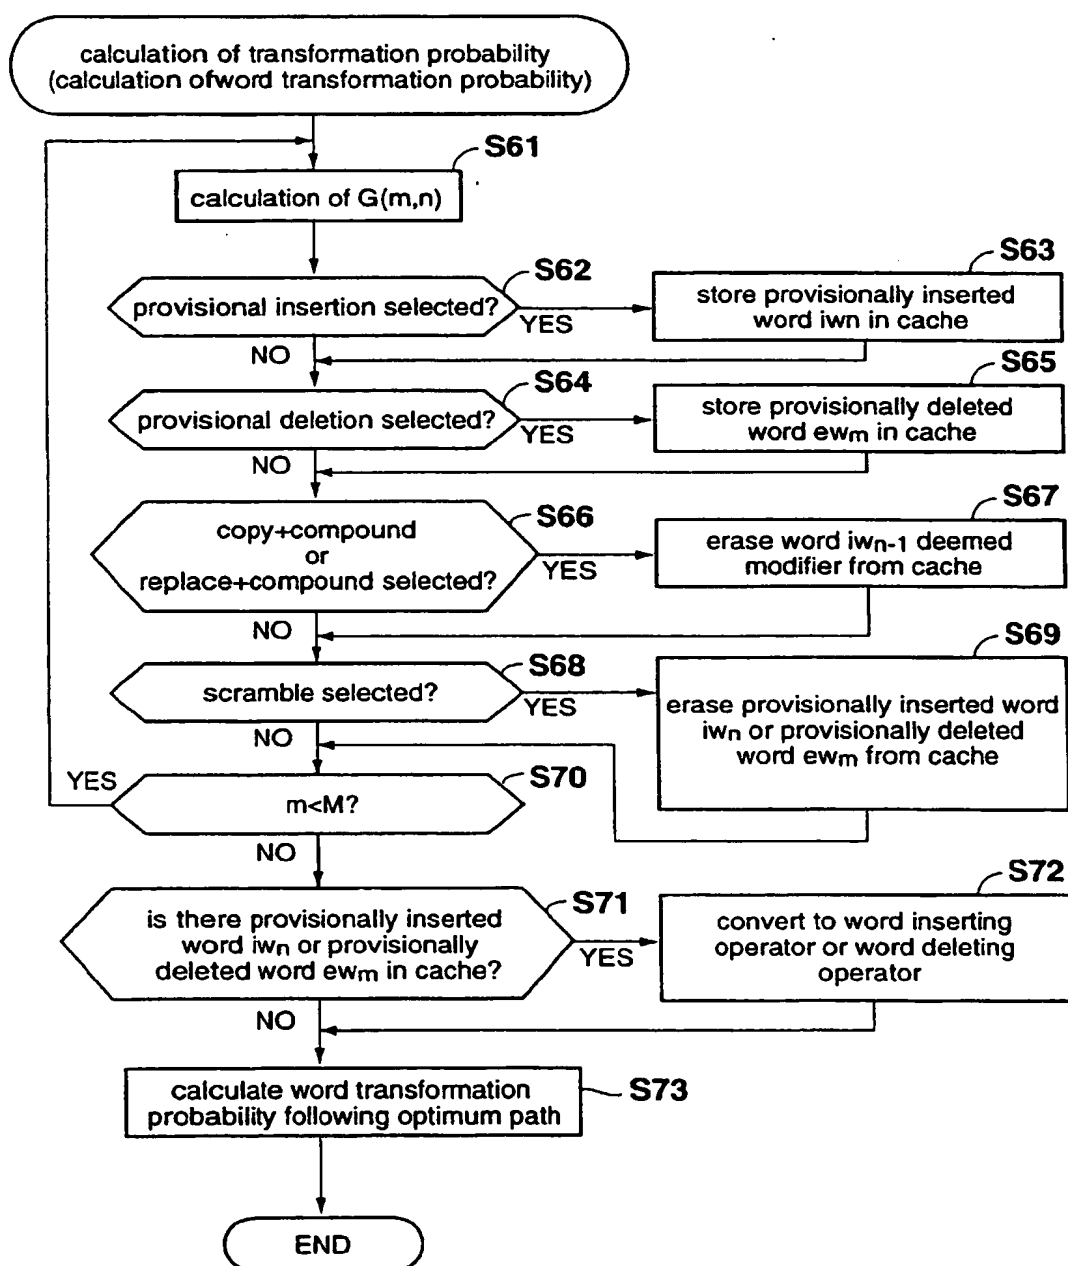 calculation of transformation probability
(calculation ofword transformation probability)
S61
calculation of G(m,n)
S62
provisional insertion selected?
YES
NO
S63
store provisionally inserted
word iwn in cache
S64
provisional deletion selected?
YES
NO
S65
store provisionally deleted
word ewm in cache
S66
copy+compound
or
replace+compound selected?
YES
NO
S67
erase word iwn-1 deemed
modifier from cache
S68
scramble selected?
YES
NO
S69
erase provisionally inserted word
iwn or provisionally deleted
word ewm from cache
S70
YES
m<M?
NO
S71
is there provisionally inserted
word iwn or provisionally
deleted word ewm in cache?
YES
NO
S72
convert to word inserting
operator or word deleting
operator
S73
calculate word transformation
probability following optimum path
END